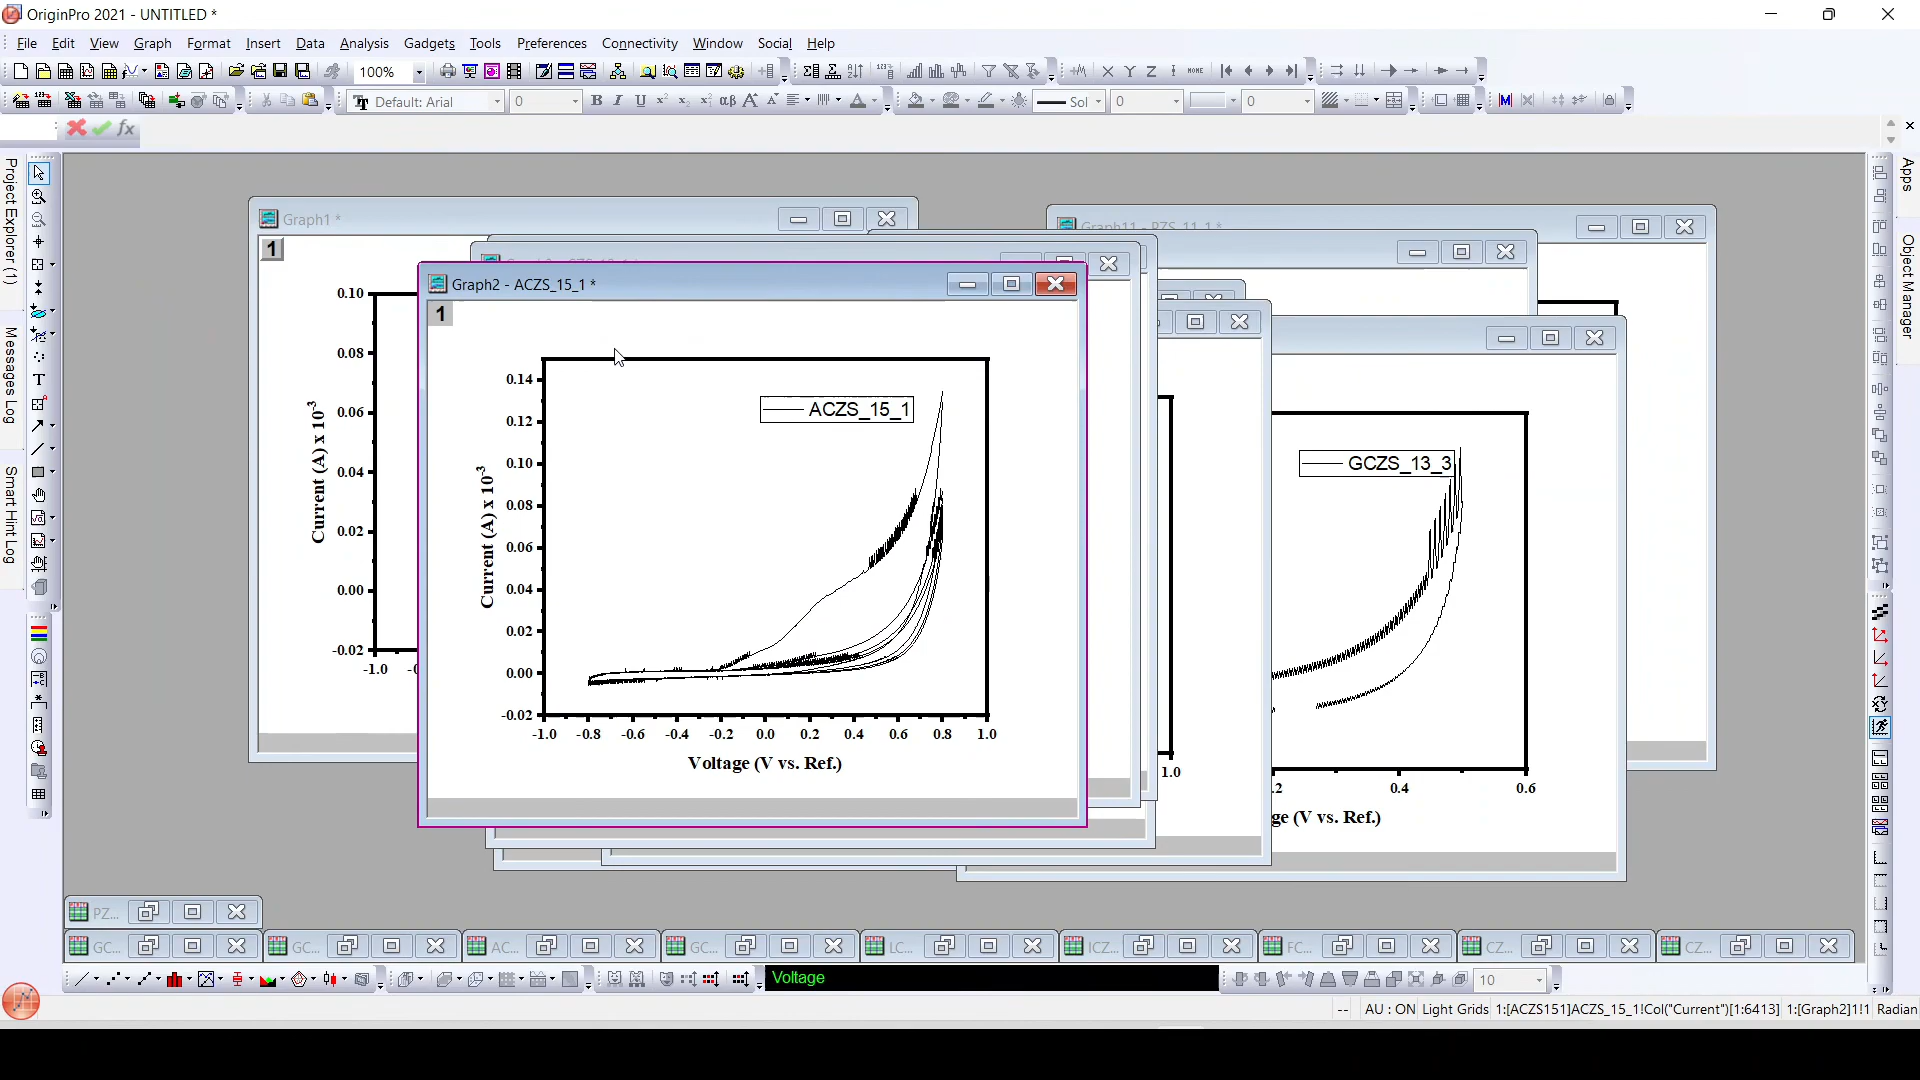 OriginPro 2021 - UNTITLED *
File Edit View Graph Format Insert Data Analysis Gadgets Tools Preferences Connectivity Window Social Help
100%
Default: Arial 0 B I U Sol 0 0
fx
Project Explorer (1)
Messages Log
Smart Hint Log
Apps
Object Manager
Graph1 *
1
0.10
0.08
0.06
0.04
0.02
0.00
-0.02
-1.0
Current (A) x 10-3
Graph11 - PZS_11_1 *
Graph2 - ACZS_15_1 *
1
0.14
0.12
0.10
0.08
0.06
0.04
0.02
0.00
-0.02
Current (A) x 10-3
ACZS_15_1
-1.0 -0.8 -0.6 -0.4 -0.2 0.0 0.2 0.4 0.6 0.8 1.0
Voltage (V vs. Ref.)
1.0
GCZS_13_3
.2 0.4 0.6
ge (V vs. Ref.)
PZ...
GC... GC... AC... GC... LC... ICZ... FC... CZ... CZ...
Voltage
10
-- AU : ON Light Grids 1:[ACZS151]ACZS_15_1!Col("Current")[1:6413] 1:[Graph2]1!1 Radian